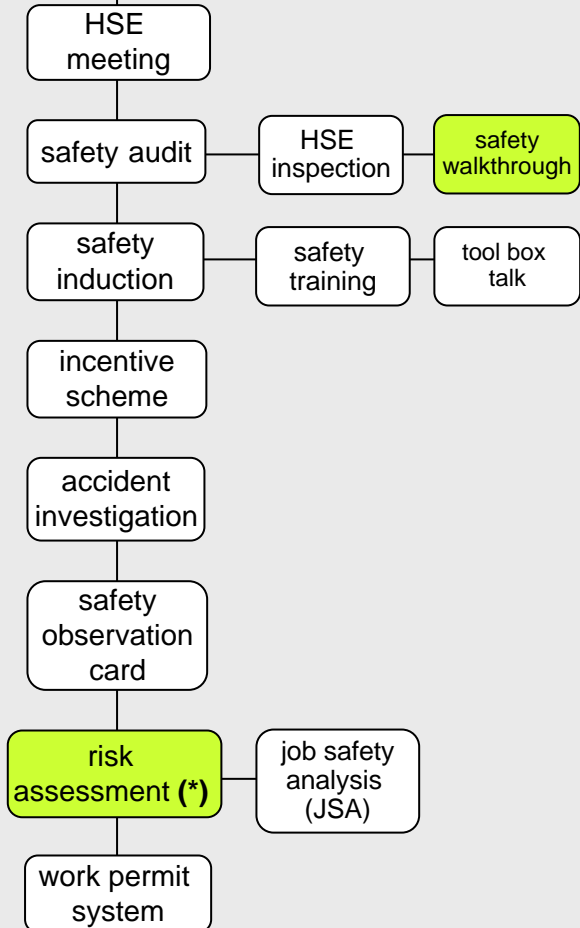 HSE
meeting
safety audit
HSE
inspection
safety
walkthrough
safety
induction
safety
training
tool box
talk
incentive
scheme
accident
investigation
safety
observation
card
risk
assessment (*)
job safety
analysis
(JSA)
work permit
system